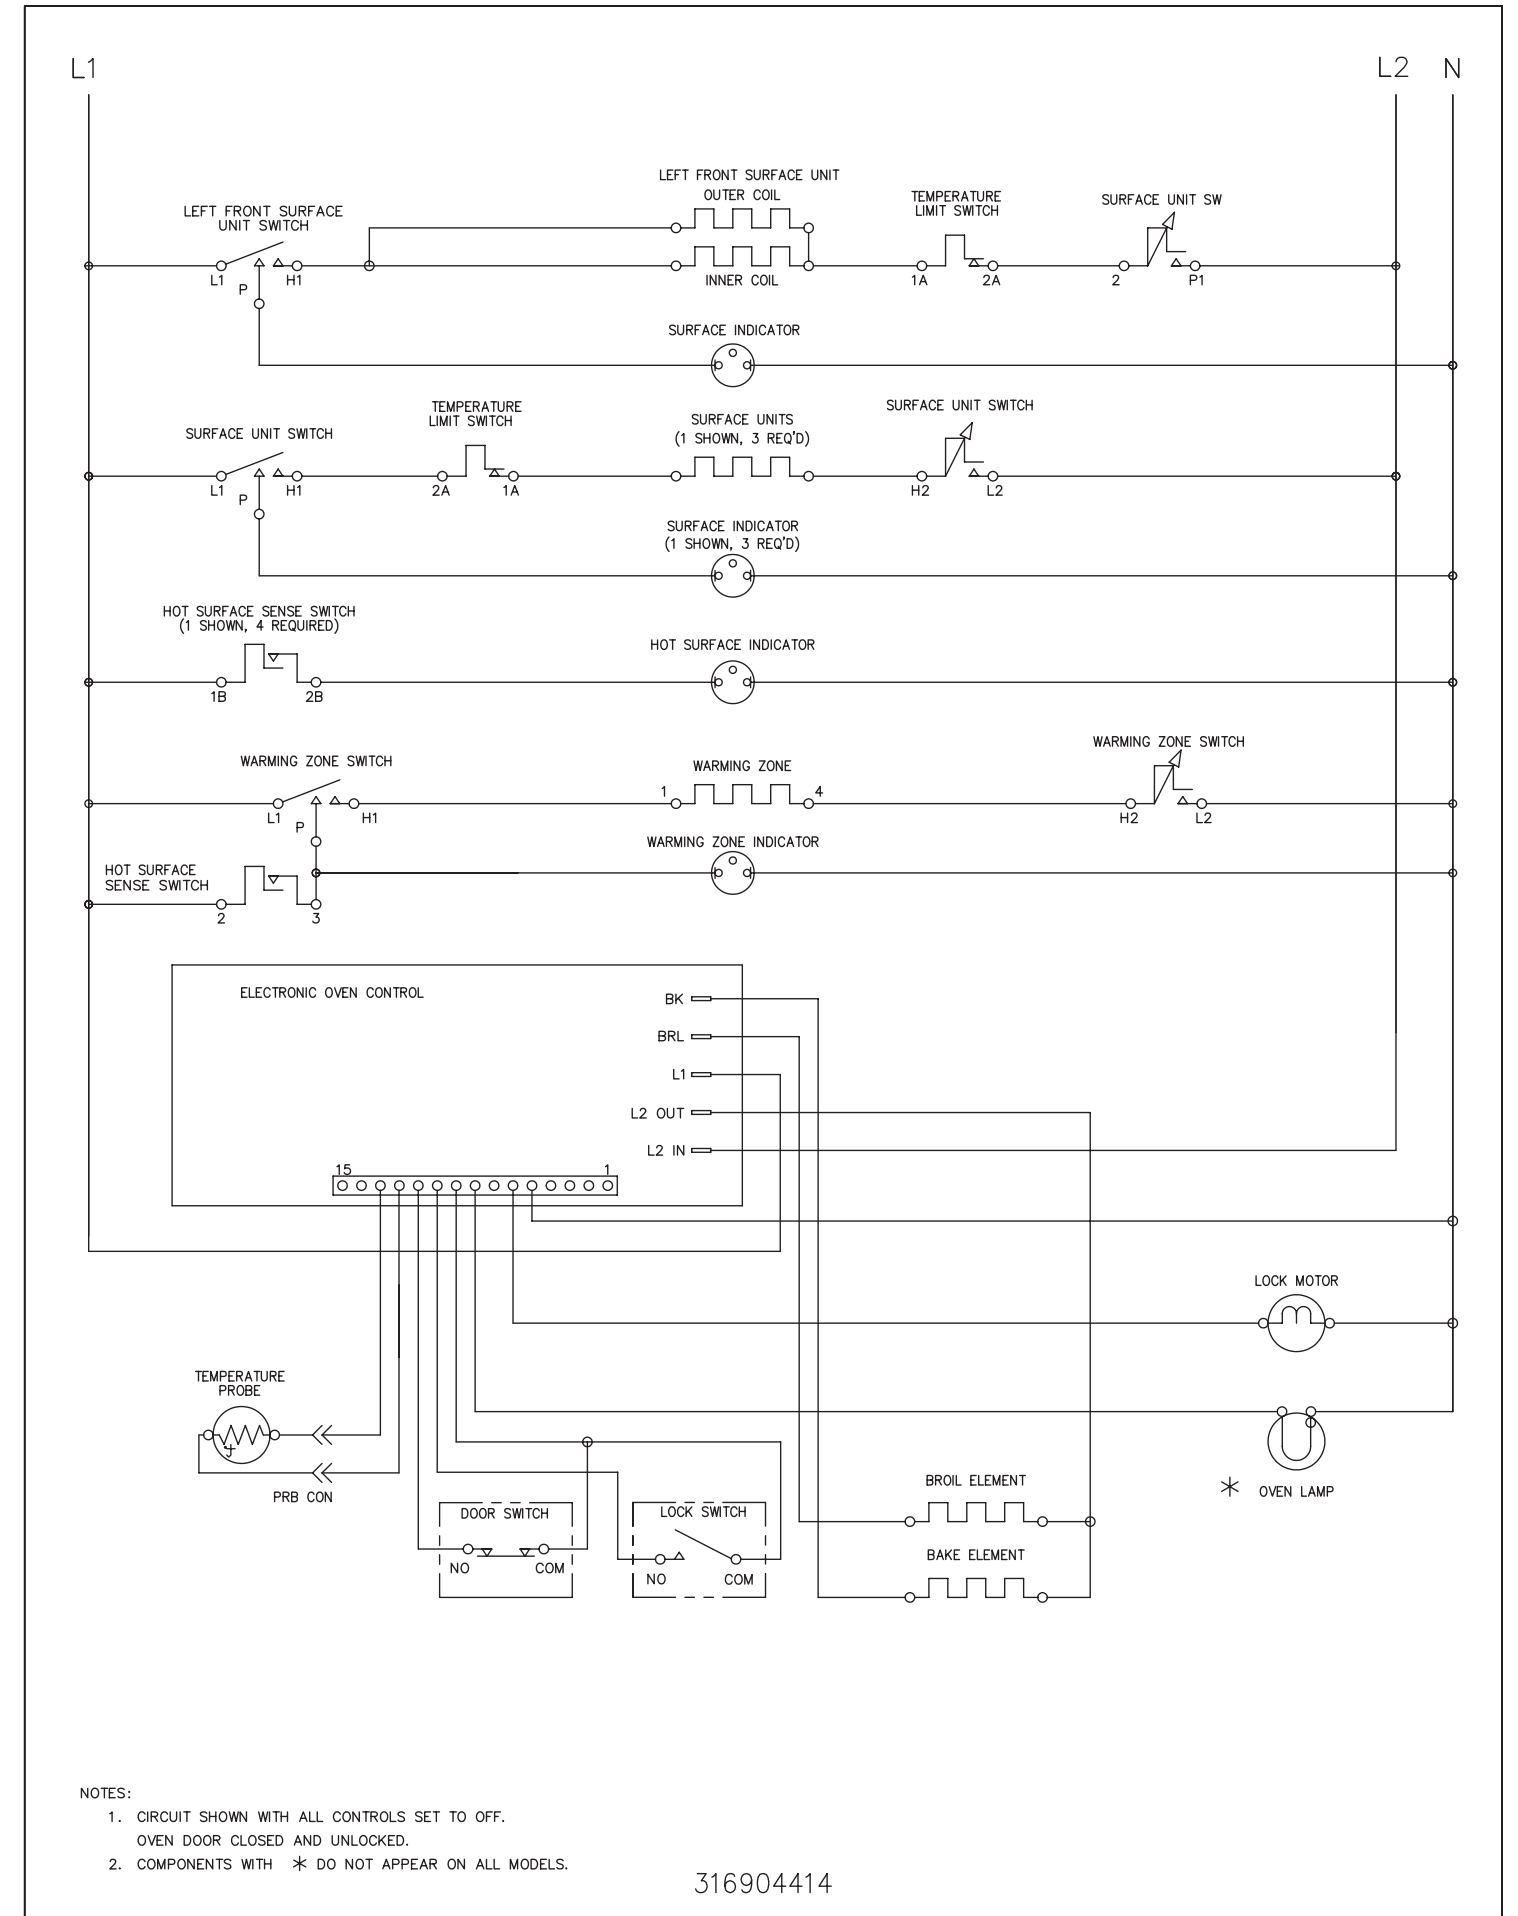 L1
L2 N
LEFT FRONT SURFACE UNIT
OUTER COIL
LEFT FRONT SURFACE
UNIT SWITCH
TEMPERATURE
LIMIT SWITCH
SURFACE UNIT SW
L1
P
H1
INNER COIL
1A
2A
2
P1
SURFACE INDICATOR
SURFACE UNIT SWITCH
TEMPERATURE
LIMIT SWITCH
SURFACE UNITS
(1 SHOWN, 3 REQ'D)
SURFACE UNIT SWITCH
L1
P
H1
2A
1A
H2
L2
SURFACE INDICATOR
(1 SHOWN, 3 REQ'D)
HOT SURFACE SENSE SWITCH
(1 SHOWN, 4 REQUIRED)
HOT SURFACE INDICATOR
1B
2B
WARMING ZONE SWITCH
WARMING ZONE
WARMING ZONE SWITCH
1
4
L1
P
H1
H2
L2
WARMING ZONE INDICATOR
HOT SURFACE
SENSE SWITCH
2
3
ELECTRONIC OVEN CONTROL
BK
BRL
L1
L2 OUT
L2 IN
15
1
LOCK MOTOR
TEMPERATURE
PROBE
PRB CON
DOOR SWITCH
NO
COM
LOCK SWITCH
NO
COM
BROIL ELEMENT
BAKE ELEMENT
* OVEN LAMP
NOTES:
1. CIRCUIT SHOWN WITH ALL CONTROLS SET TO OFF.
OVEN DOOR CLOSED AND UNLOCKED.
2. COMPONENTS WITH * DO NOT APPEAR ON ALL MODELS.
316904414